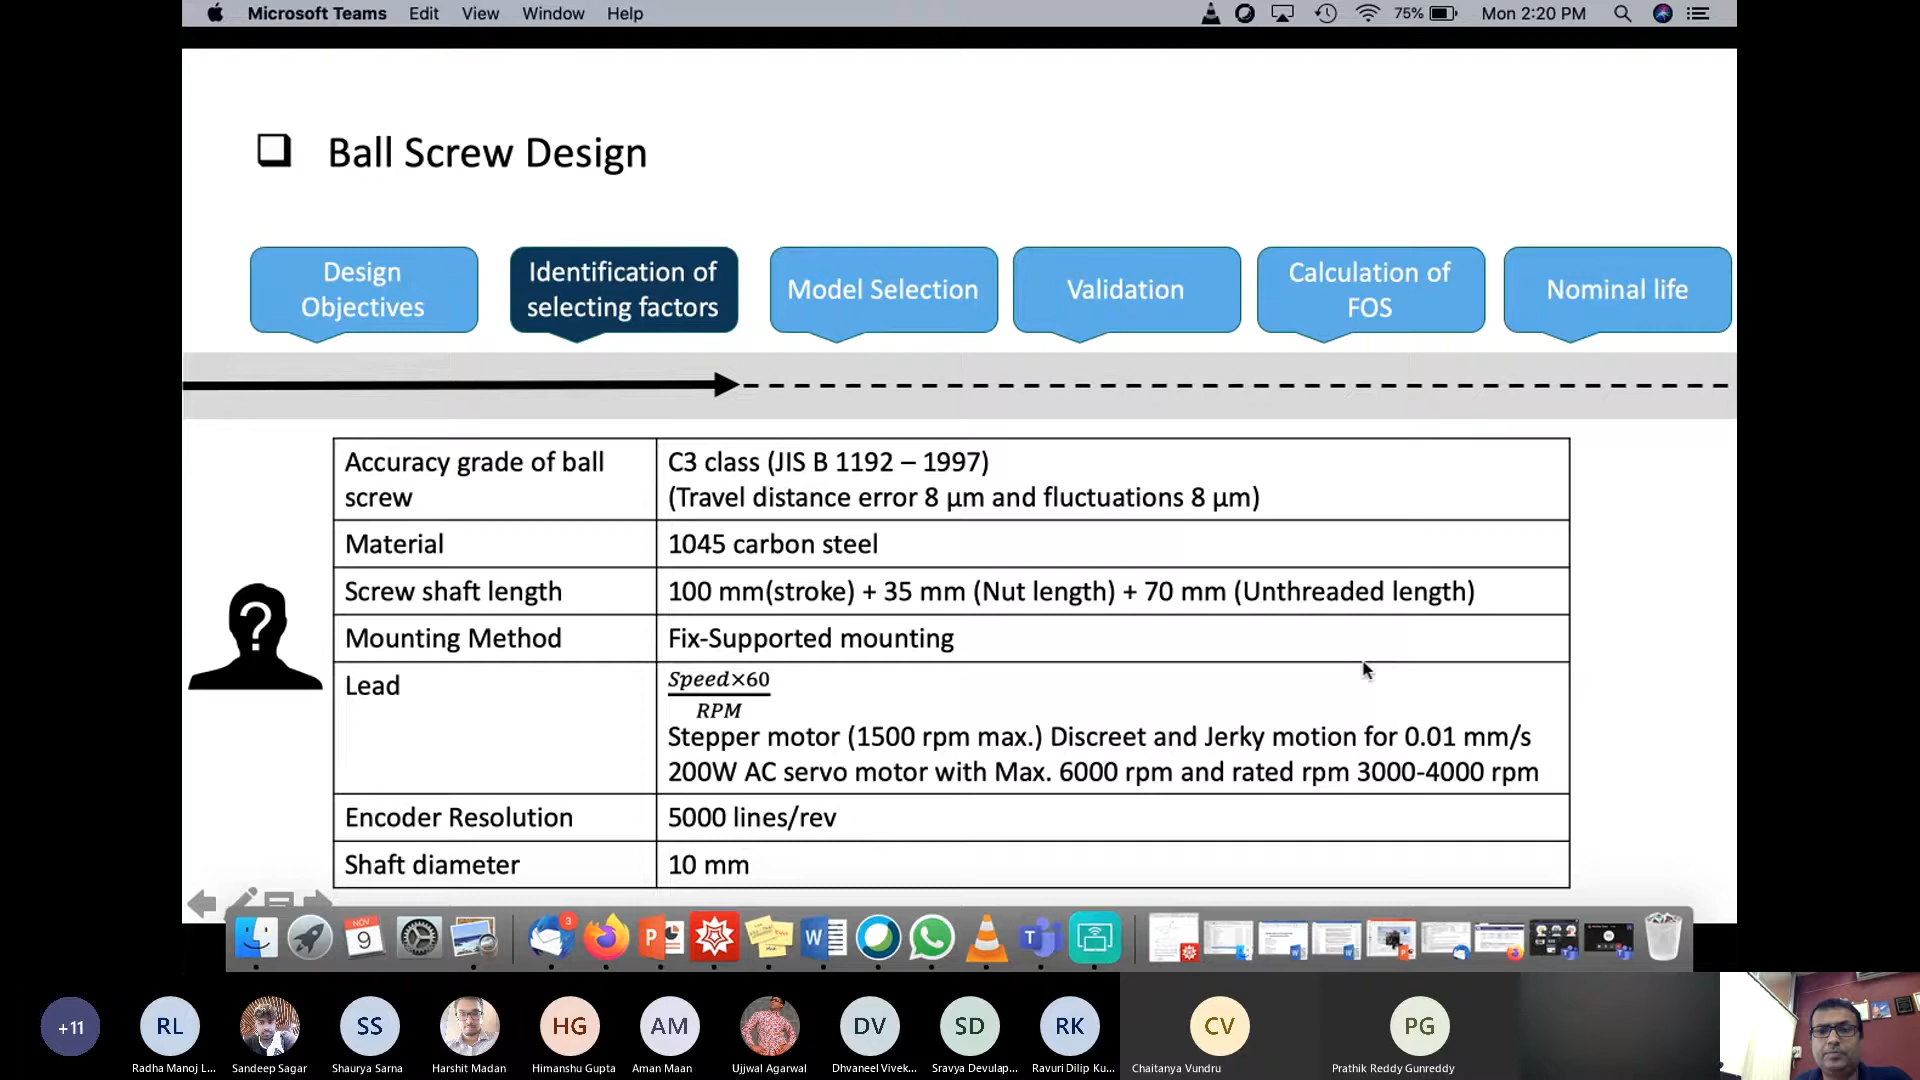 Microsoft Teams Edit View Window Help
75% Mon 2:20 PM
❑ Ball Screw Design
Design
Objectives
Identification of
selecting factors
Model Selection
Validation
Calculation of
FOS
Nominal life
Accuracy grade of ball
screw
C3 class (JIS B 1192 – 1997)
(Travel distance error 8 μm and fluctuations 8 μm)
Material
1045 carbon steel
Screw shaft length
100 mm(stroke) + 35 mm (Nut length) + 70 mm (Unthreaded length)
Mounting Method
Fix-Supported mounting
Lead
Speed×60
RPM
Stepper motor (1500 rpm max.) Discreet and Jerky motion for 0.01 mm/s
200W AC servo motor with Max. 6000 rpm and rated rpm 3000-4000 rpm
Encoder Resolution
5000 lines/rev
Shaft diameter
10 mm
?
NOV
9
3
P
W
T
+11
RL
SS
HG
AM
DV
SD
RK
CV
PG
Radha Manoj L...
Sandeep Sagar
Shaurya Sarna
Harshit Madan
Himanshu Gupta
Aman Maan
Ujjwal Agarwal
Dhvaneel Vivek...
Sravya Devulap...
Ravuri Dilip Ku...
Chaitanya Vundru
Prathik Reddy Gunreddy